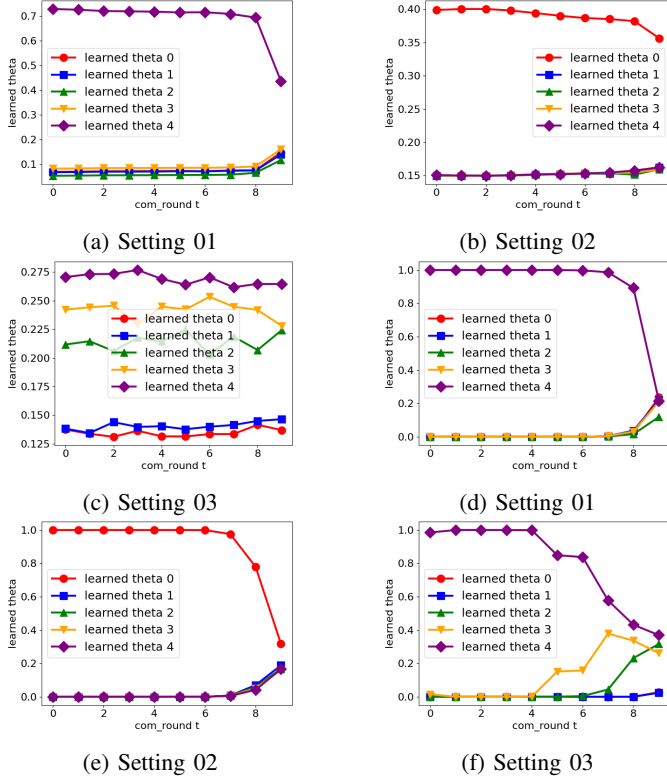 0.7
0.6
0.5
0.4
0.3
0.2
0.1
learned theta
learned theta 0
learned theta 1
learned theta 2
learned theta 3
learned theta 4
0 2 4 6 8
com_round t
(a) Setting 01
0.40
0.35
0.30
0.25
0.20
0.15
learned theta
learned theta 0
learned theta 1
learned theta 2
learned theta 3
learned theta 4
0 2 4 6 8
com_round t
(b) Setting 02
0.275
0.250
0.225
0.200
0.175
0.150
0.125
learned theta
learned theta 0
learned theta 1
learned theta 2
learned theta 3
learned theta 4
0 2 4 6 8
com_round t
(c) Setting 03
1.0
0.8
0.6
0.4
0.2
0.0
learned theta
learned theta 0
learned theta 1
learned theta 2
learned theta 3
learned theta 4
0 2 4 6 8
com_round t
(d) Setting 01
1.0
0.8
0.6
0.4
0.2
0.0
learned theta
learned theta 0
learned theta 1
learned theta 2
learned theta 3
learned theta 4
0 2 4 6 8
com_round t
(e) Setting 02
1.0
0.8
0.6
0.4
0.2
0.0
learned theta
learned theta 0
learned theta 1
learned theta 2
learned theta 3
learned theta 4
0 2 4 6 8
com_round t
(f) Setting 03